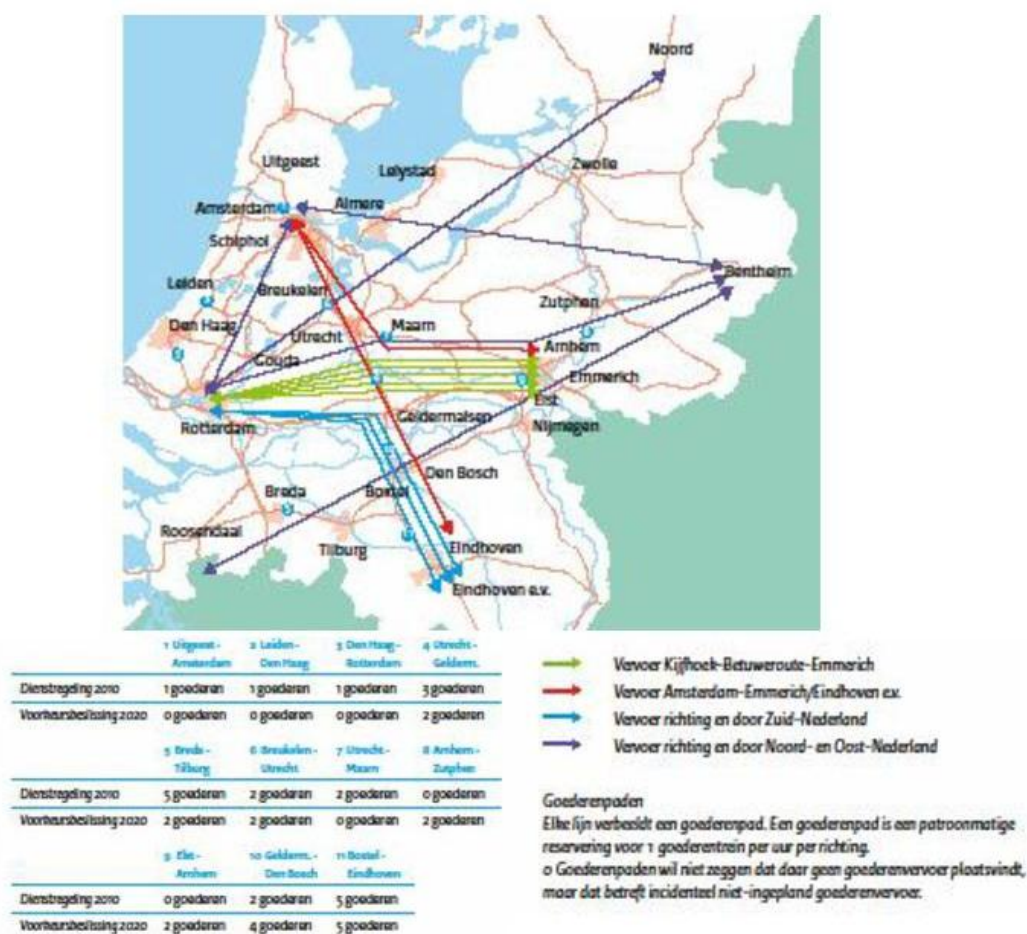 Noord
Zwolle
Uitgeest
Lelystad
Amsterdam
Almere
Schiphol
Bentheim
Leiden
Breukelen
Zutphen
Den Haag
Utrecht
Maarn
Gouda
Arnhem
Emmerich
Elst
Rotterdam
Geldermalsen
Nijmegen
Den Bosch
Breda
Boxtel
Roosendaal
Tilburg
Eindhoven
Eindhoven e.v.
1 Uitgeest - 2 Leiden - 3 Den Haag - 4 Utrecht -
Amsterdam Den Haag Rotterdam Gelderm.
Dienstregeling 2010 1 goederen 1 goederen 1 goederen 3 goederen
Voorkeursbeslissing 2020 0 goederen 0 goederen 0 goederen 2 goederen
5 Breda - 6 Breukelen - 7 Utrecht - 8 Arnhem -
Tilburg Utrecht Maarn Zutphen
Dienstregeling 2010 5 goederen 2 goederen 2 goederen 0 goederen
Voorkeursbeslissing 2020 2 goederen 2 goederen 0 goederen 2 goederen
9 Elst - 10 Gelderm. - 11 Boxtel -
Arnhem Den Bosch Eindhoven
Dienstregeling 2010 0 goederen 2 goederen 5 goederen
Voorkeursbeslissing 2020 2 goederen 4 goederen 5 goederen
Vervoer Kijfhoek-Betuweroute-Emmerich
Vervoer Amsterdam-Emmerich/Eindhoven e.v.
Vervoer richting en door Zuid-Nederland
Vervoer richting en door Noord- en Oost-Nederland
Goederenpaden
Elke lijn verbeeldt een goederenpad. Een goederenpad is een patroonmatige
reservering voor 1 goederentrein per uur per richting.
0 Goederenpaden wil niet zeggen dat daar geen goederenvervoer plaatsvindt,
maar dat betreft incidenteel niet-ingepland goederenvervoer.